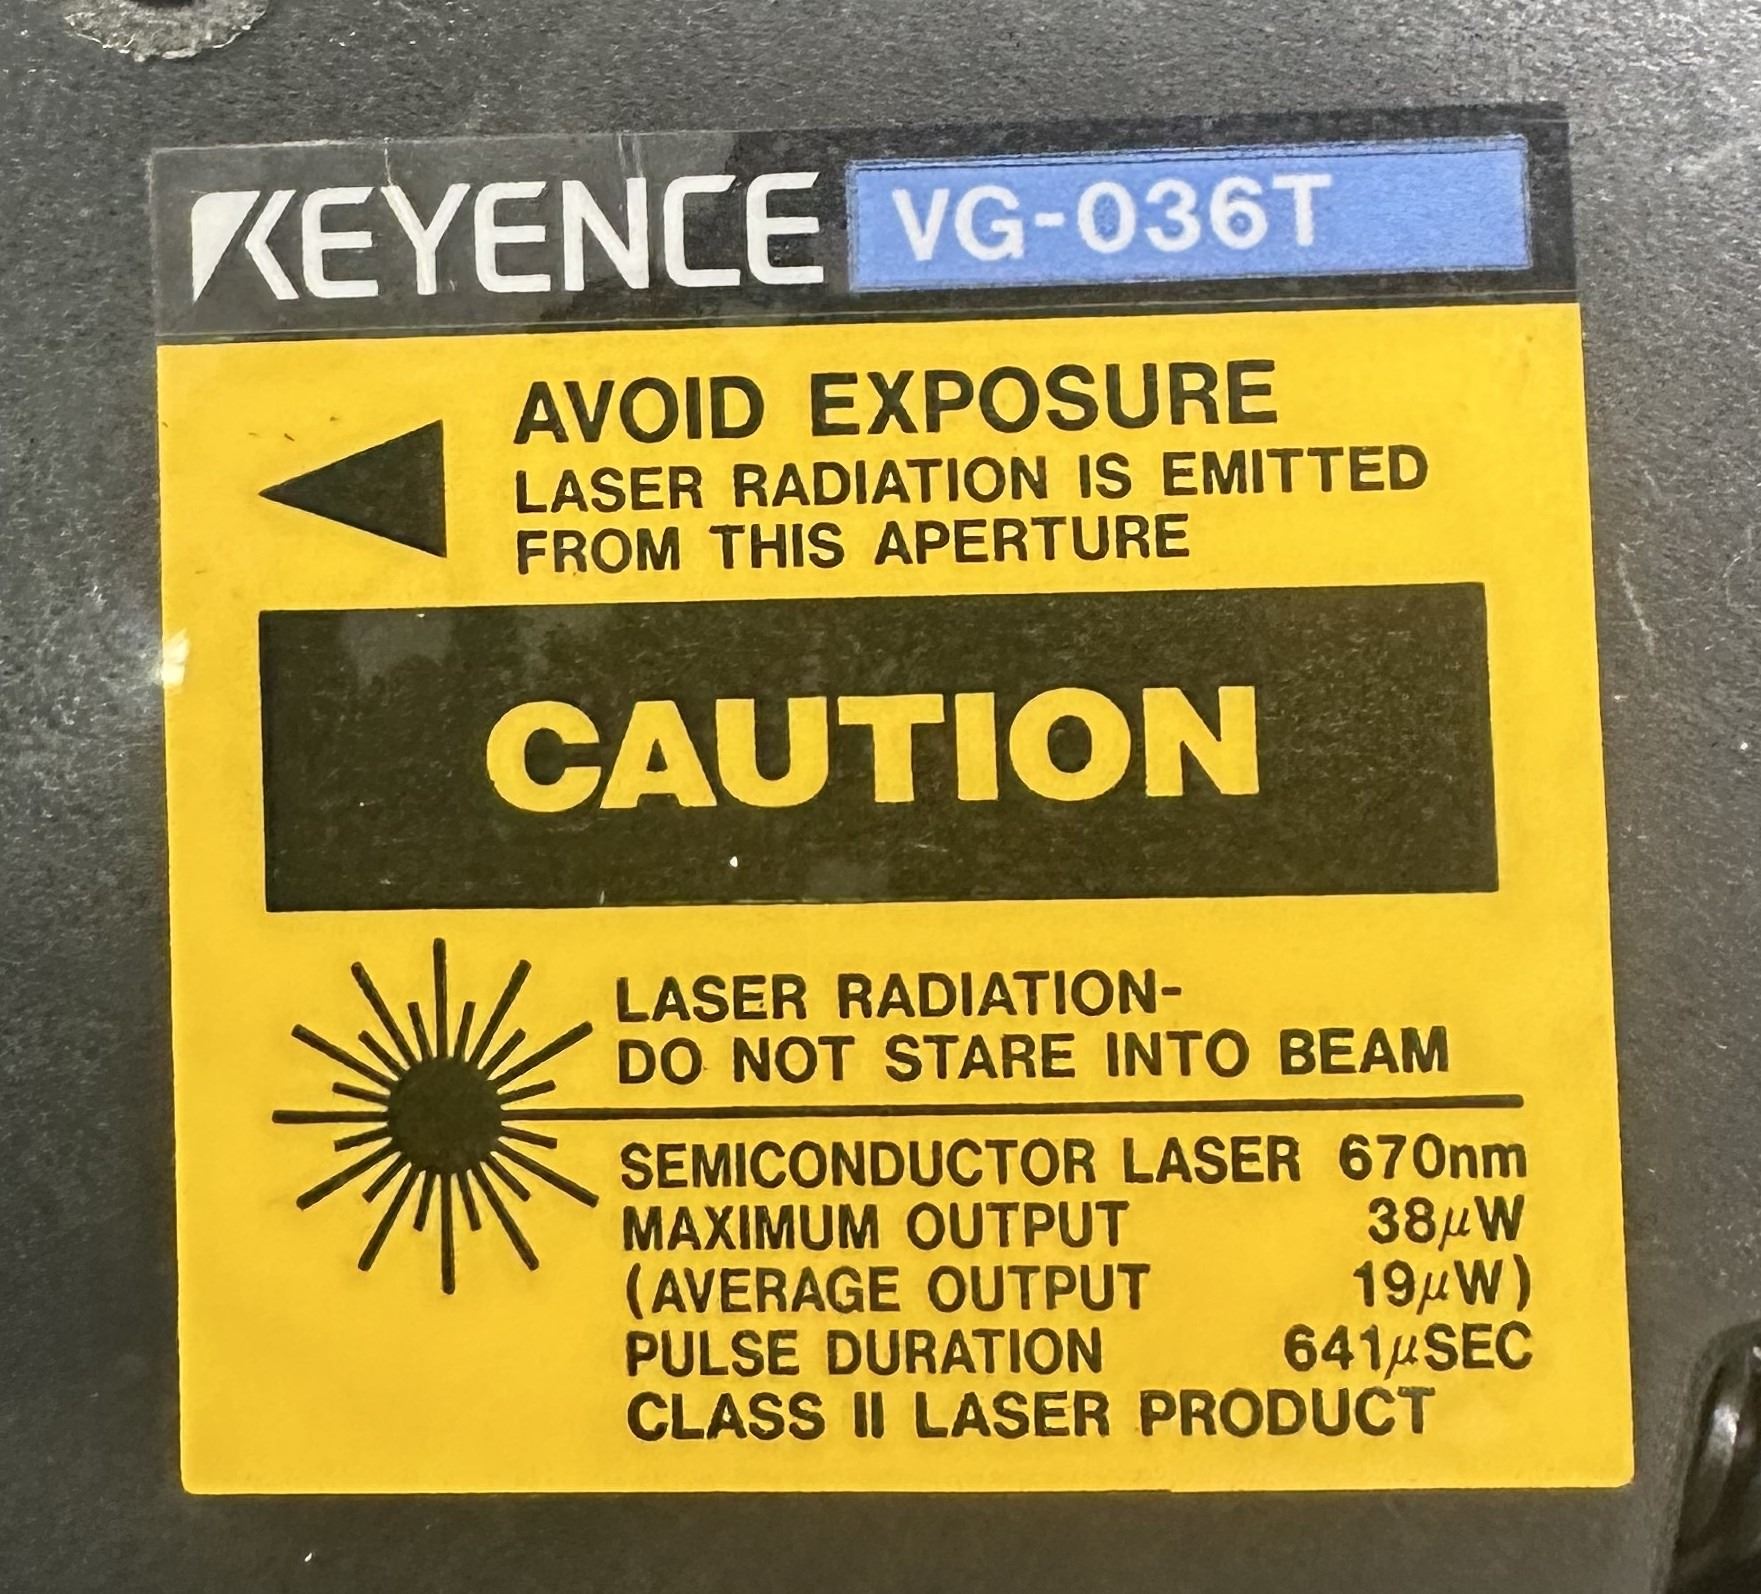 KEYENCE VG-036T
AVOID EXPOSURE
LASER RADIATION IS EMITTED
FROM THIS APERTURE
CAUTION
LASER RADIATION-
DO NOT STARE INTO BEAM
SEMICONDUCTOR LASER 670nm
MAXIMUM OUTPUT 38μW
(AVERAGE OUTPUT 19μW)
PULSE DURATION 641μSEC
CLASS II LASER PRODUCT